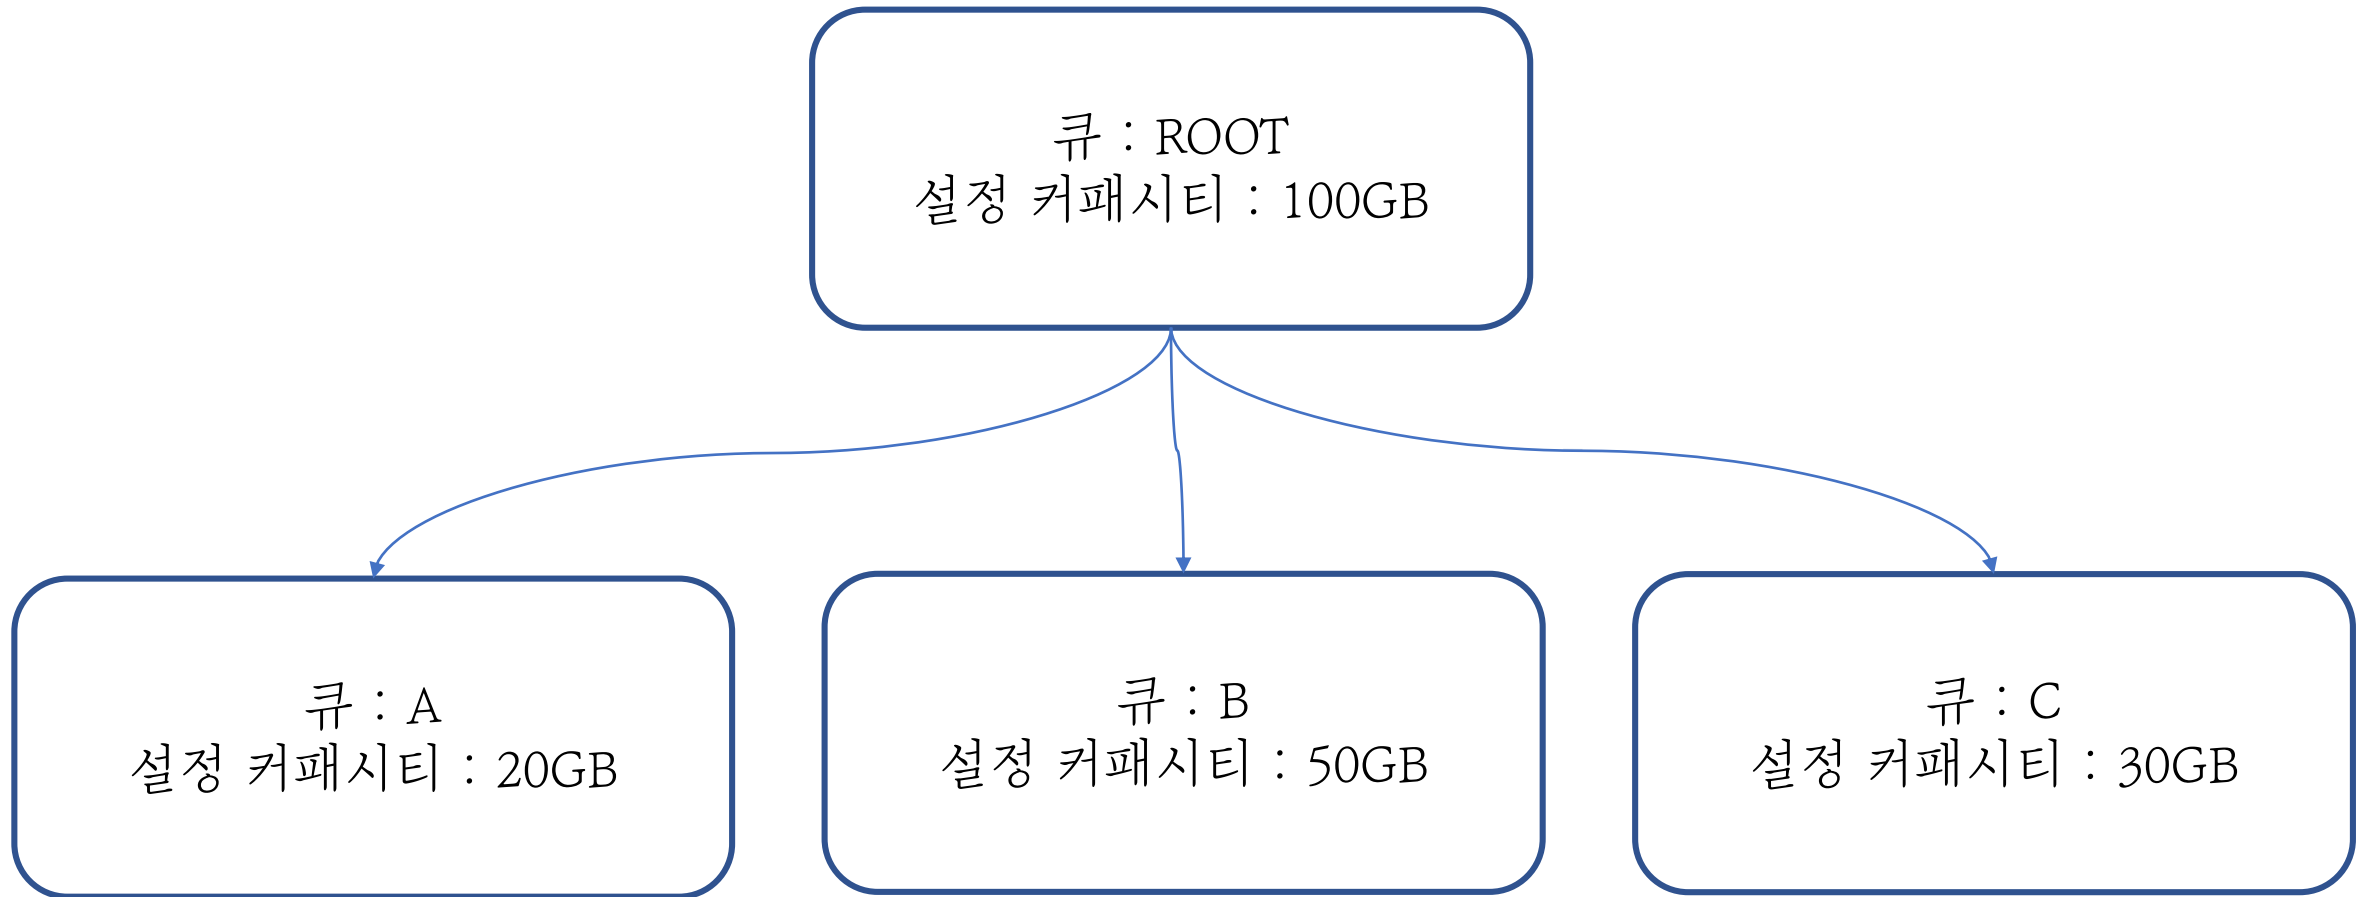 큐 : ROOT
설정 커패시티 : 100GB
큐 : A
설정 커패시티 : 20GB
큐 : B
설정 커패시티 : 50GB
큐 : C
설정 커패시티 : 30GB